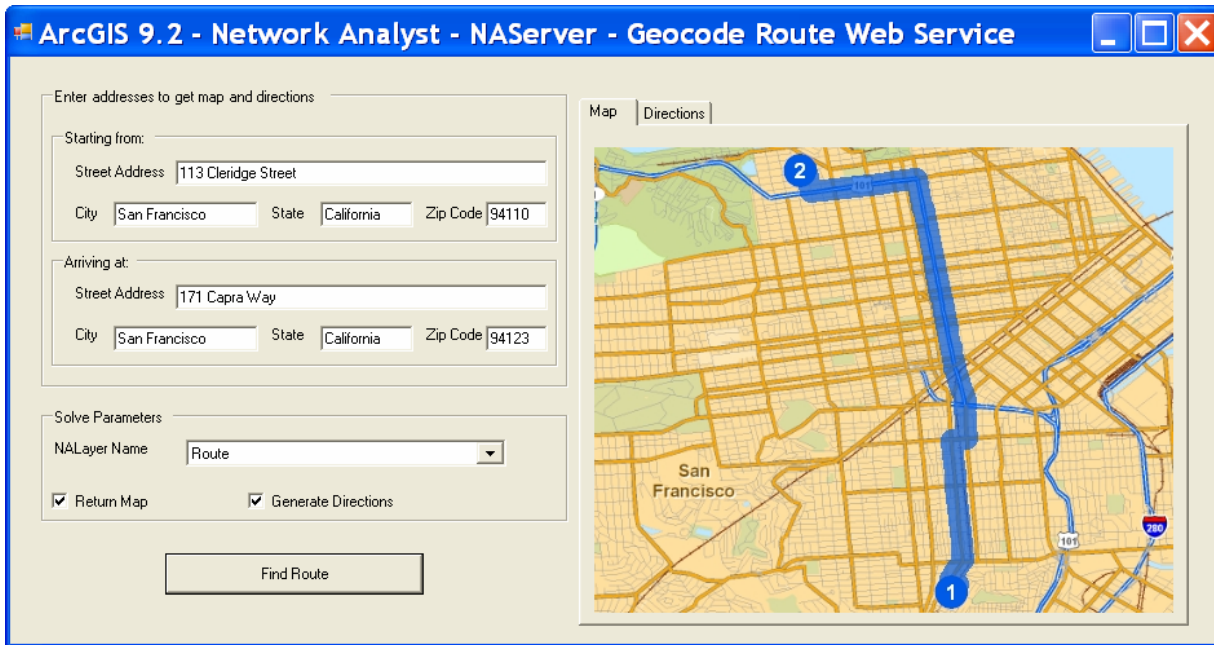 ArcGIS 9.2 - Network Analyst - NAServer - Geocode Route Web Service
Enter addresses to get map and directions
Starting from:
Street Address 113 Cleridge Street
City San Francisco State California Zip Code 94110
Arriving at:
Street Address 171 Capra Way
City San Francisco State California Zip Code 94123
Solve Parameters
NALayer Name Route
Return Map Generate Directions
Find Route
Map Directions
2
101
San
Francisco
280
101
1